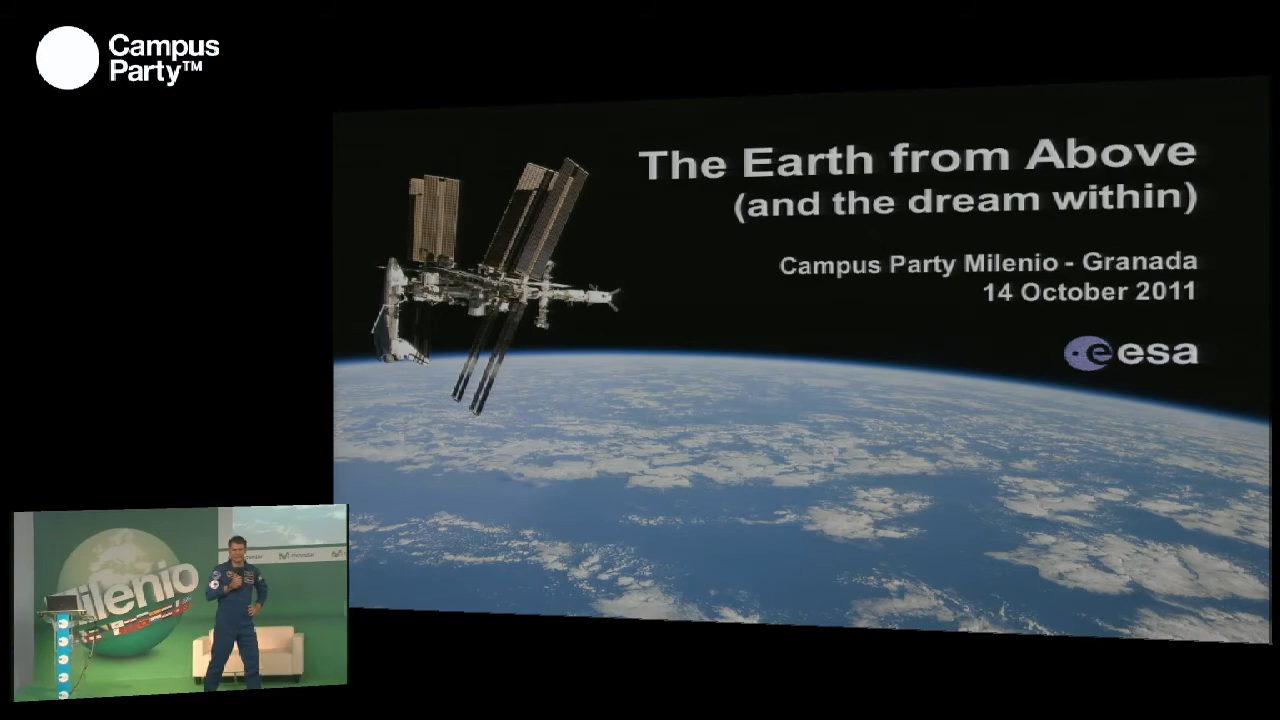 Campus
Party™
The Earth from Above
(and the dream within)
Campus Party Milenio - Granada
14 October 2011
esa
movistar
ilenio